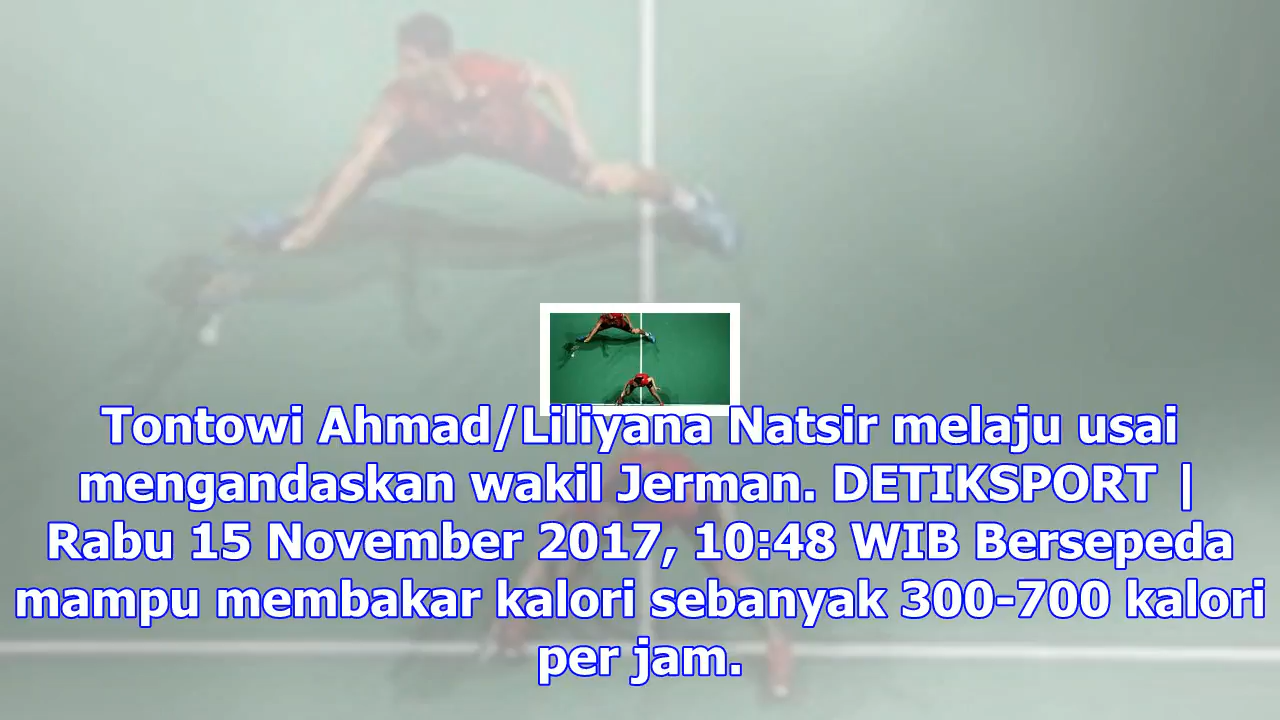 Tontowi Ahmad/Liliyana Natsir melaju usai
mengandaskan wakil Jerman. DETIKSPORT |
Rabu 15 November 2017, 10:48 WIB Bersepeda
mampu membakar kalori sebanyak 300-700 kalori
per jam.